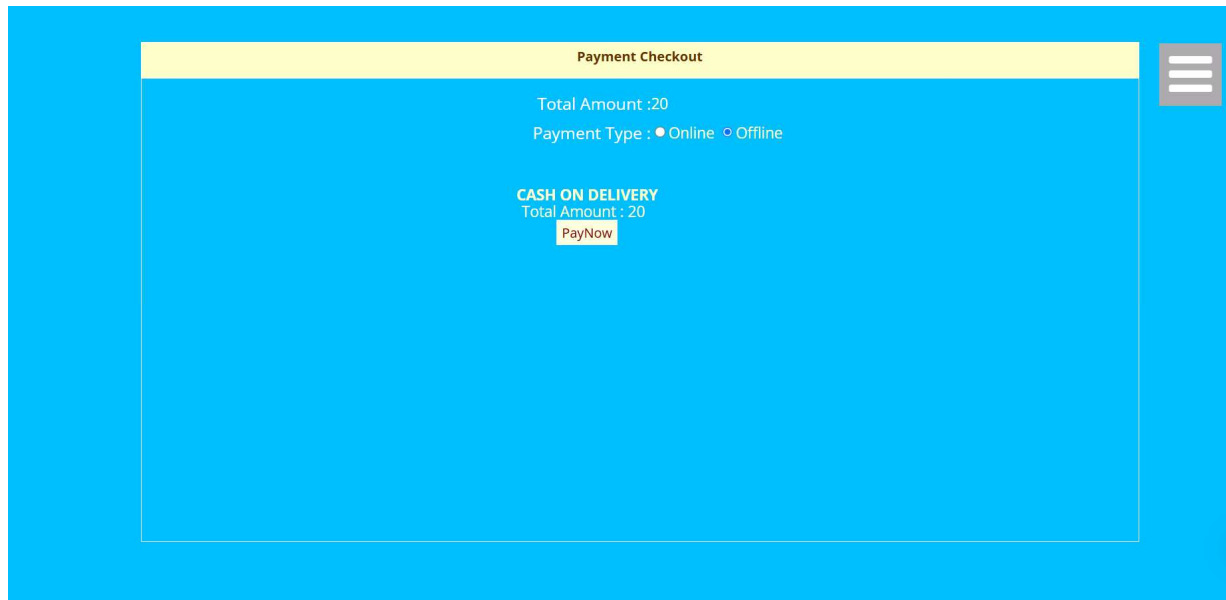 Payment Checkout
Total Amount :20
Payment Type : Online Offline
CASH ON DELIVERY
Total Amount : 20
PayNow